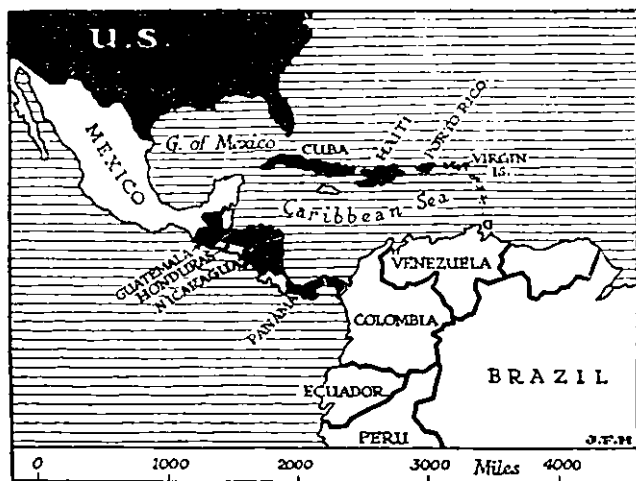 U.S.
MEXICO
G. of Mexico
CUBA
HAITI
PORTO RICO
VIRGIN
IS.
Caribbean Sea
GUATEMALA
HONDURAS
NICARAGUA
PANAMA
VENEZUELA
COLOMBIA
ECUADOR
PERU
BRAZIL
J.F.H
0 1000 2000 3000 Miles 4000